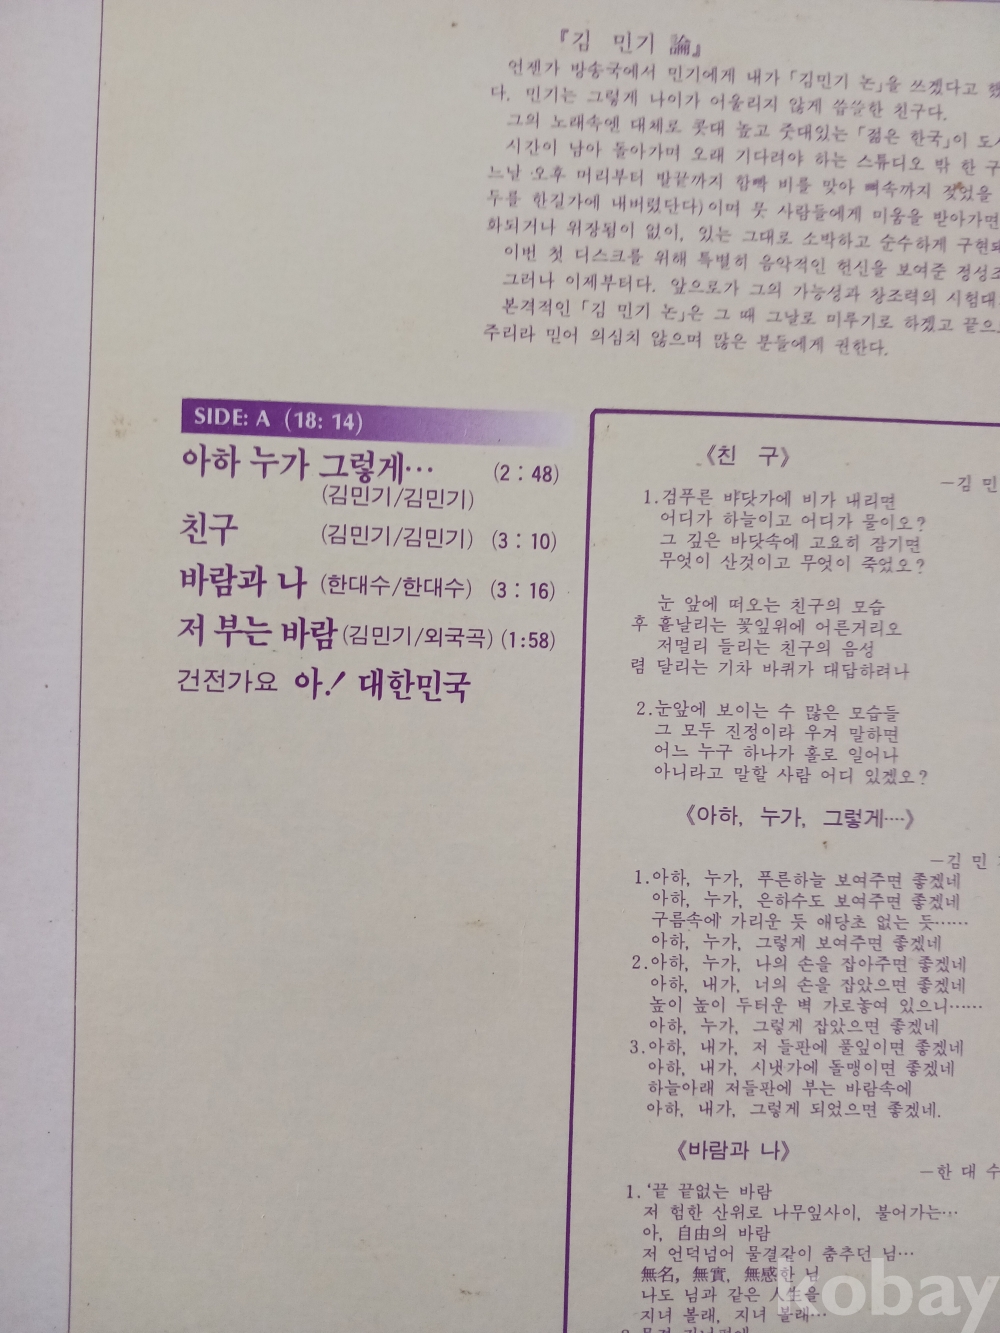 『김 민기 論』
언젠가 방송국에서 민기에게 내가「김민기 논」을 쓰겠다고 했
다. 민기는 그렇게 나이가 어울리지 않게 씁쓸한 친구다.
그의 노래속엔 대체로 콧대 높고 줏대있는「젊은 한국」이 도사
시간이 남아 돌아가며 오래 기다려야 하는 스튜디오 밖 한 구
느날 오후 머리부터 발끝까지 함빡 비를 맞아 뼈속까지 젖었을
두를 한길가에 내버렸단다)이며 뭇 사람들에게 미움을 받아가면
화되거나 위장됨이 없이, 있는 그대로 소박하고 순수하게 구현돼
이번 첫 디스크를 위해 특별히 음악적인 헌신을 보여준 정성조
그러나 이제부터다. 앞으로가 그의 가능성과 창조력의 시험대
본격적인「김 민기 논」은 그 때 그날로 미루기로 하겠고 끝으
주리라 믿어 의심치 않으며 많은 분들에게 권한다.
SIDE: A (18: 14)
아하 누가 그렇게… (2 : 48)
(김민기/김민기)
친구 (김민기/김민기) (3 : 10)
바람과 나 (한대수/한대수) (3 : 16)
저 부는 바람 (김민기/외국곡) (1:58)
건전가요 아! 대한민국
《친 구》
—김 민
1.검푸른 바닷가에 비가 내리면
어디가 하늘이고 어디가 물이오?
그 깊은 바닷속에 고요히 잠기면
무엇이 산것이고 무엇이 죽었오?
눈 앞에 떠오는 친구의 모습
후 흩날리는 꽃잎위에 어른거리오
저멀리 들리는 친구의 음성
렴 달리는 기차 바퀴가 대답하려나
2.눈앞에 보이는 수 많은 모습들
그 모두 진정이라 우겨 말하면
어느 누구 하나가 홀로 일어나
아니라고 말할 사람 어디 있겠오?
《아하, 누가, 그렇게…·》
—김 민
1.아하, 누가, 푸른하늘 보여주면 좋겠네
아하, 누가, 은하수도 보여주면 좋겠네
구름속에 가리운 듯 애당초 없는 듯……
아하, 누가, 그렇게 보여주면 좋겠네
2.아하, 누가, 나의 손을 잡아주면 좋겠네
아하, 내가, 너의 손을 잡았으면 좋겠네
높이 높이 두터운 벽 가로놓여 있으니……
아하, 누가, 그렇게 잡았으면 좋겠네
3.아하, 내가, 저 들판에 풀잎이면 좋겠네
아하, 내가, 시냇가에 돌맹이면 좋겠네
하늘아래 저들판에 부는 바람속에
아하, 내가, 그렇게 되었으면 좋겠네.
《바람과 나》
—한 대 수
1.‘끝 끝없는 바람
저 험한 산위로 나무잎사이, 불어가는…
아, 自由의 바람
저 언덕넘어 물결같이 춤추던 님…
無名, 無實, 無感한 님
나도 님과 같은 人生을
지녀 볼래, 지녀 볼래…
kobay